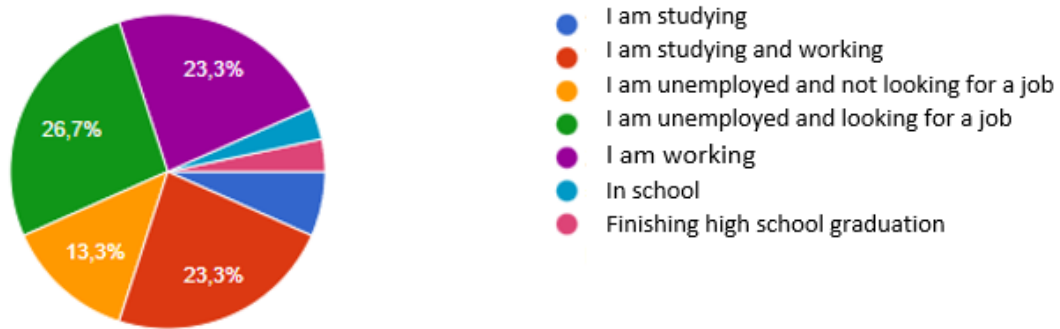 23,3%
26,7%
13,3%
23,3%
I am studying
I am studying and working
I am unemployed and not looking for a job
I am unemployed and looking for a job
I am working
In school
Finishing high school graduation